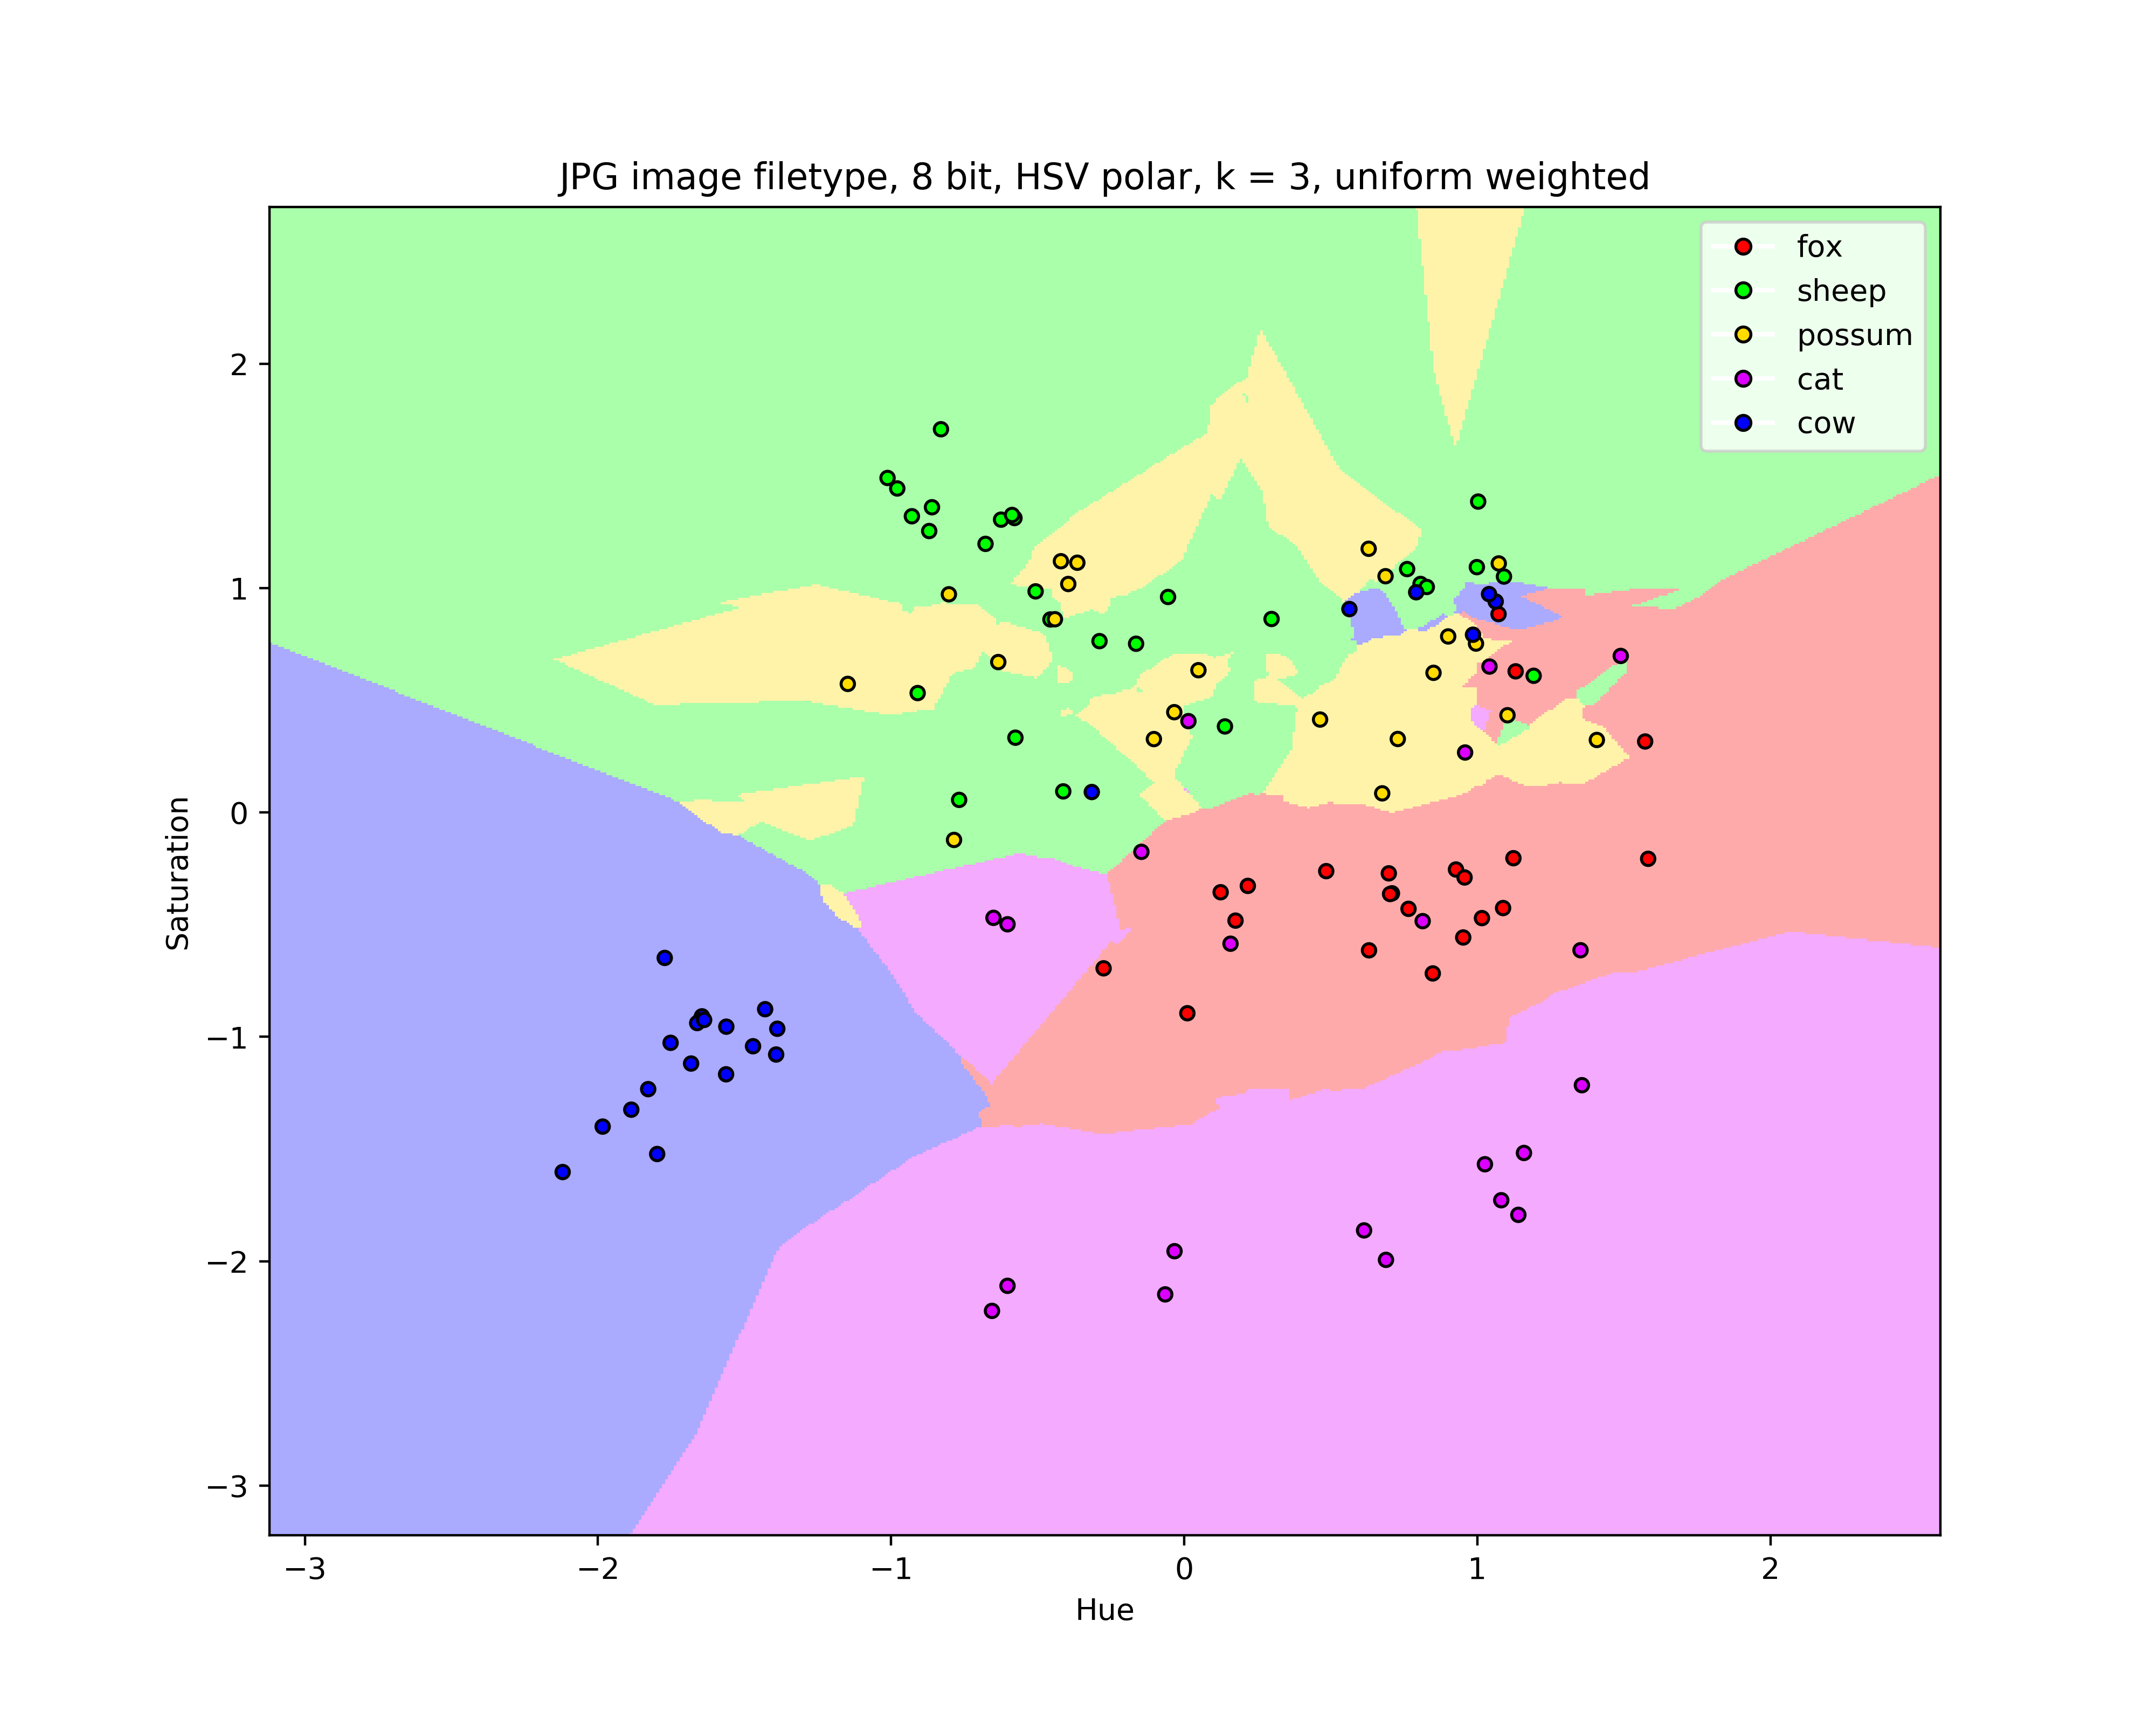 JPG image filetype, 8 bit, HSV polar, k = 3, uniform weighted
fox
sheep
possum
cat
cow
2
1
0
−1
−2
−3
Saturation
−3
−2
−1
0
1
2
Hue